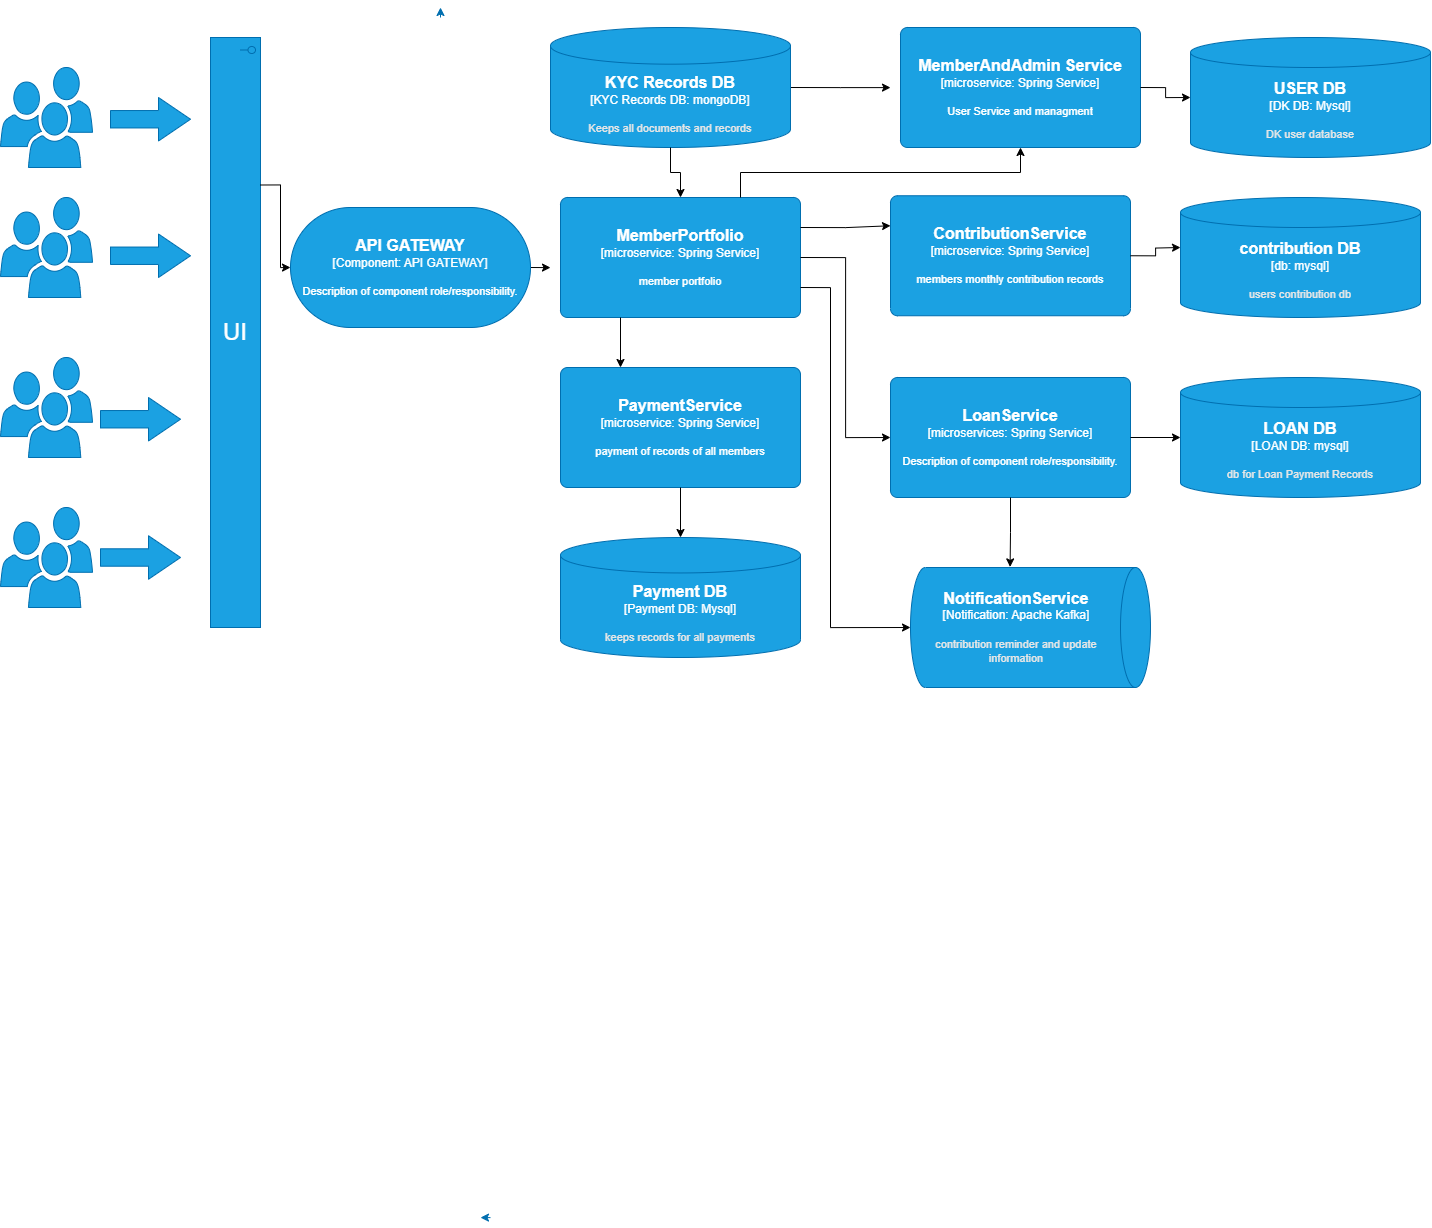 UI
API GATEWAY
[Component: API GATEWAY]
Description of component role/responsibility.
KYC Records DB
[KYC Records DB: mongoDB]
Keeps all documents and records
MemberAndAdmin Service
[microservice: Spring Service]
User Service and managment
USER DB
[DK DB: Mysql]
DK user database
MemberPortfolio
[microservice: Spring Service]
member portfolio
ContributionService
[microservice: Spring Service]
members monthly contribution records
contribution DB
[db: mysql]
users contribution db
PaymentService
[microservice: Spring Service]
payment of records of all members
LoanService
[microservices: Spring Service]
Description of component role/responsibility.
LOAN DB
[LOAN DB: mysql]
db for Loan Payment Records
Payment DB
[Payment DB: Mysql]
keeps records for all payments
NotificationService
[Notification: Apache Kafka]
contribution reminder and update
information